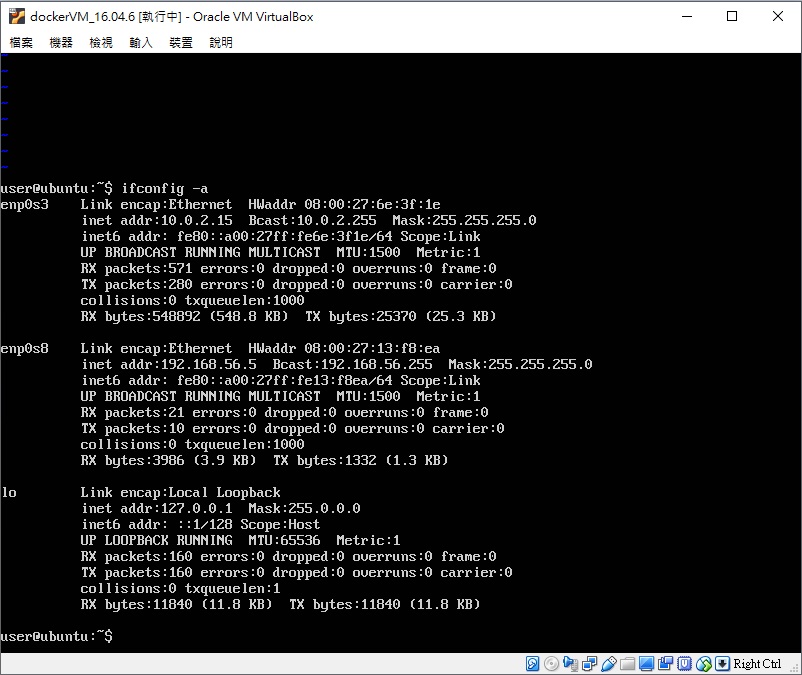 dockerVM_16.04.6 [執行中] - Oracle VM VirtualBox
檔案 機器 檢視 輸入 裝置 說明
~
~
~
~
~
~
~
~
user@ubuntu:~$ ifconfig -a
enp0s3    Link encap:Ethernet  HWaddr 08:00:27:6e:3f:1e
          inet addr:10.0.2.15  Bcast:10.0.2.255  Mask:255.255.255.0
          inet6 addr: fe80::a00:27ff:fe6e:3f1e/64 Scope:Link
          UP BROADCAST RUNNING MULTICAST  MTU:1500  Metric:1
          RX packets:571 errors:0 dropped:0 overruns:0 frame:0
          TX packets:280 errors:0 dropped:0 overruns:0 carrier:0
          collisions:0 txqueuelen:1000
          RX bytes:548892 (548.8 KB)  TX bytes:25370 (25.3 KB)
enp0s8    Link encap:Ethernet  HWaddr 08:00:27:13:f8:ea
          inet addr:192.168.56.5  Bcast:192.168.56.255  Mask:255.255.255.0
          inet6 addr: fe80::a00:27ff:fe13:f8ea/64 Scope:Link
          UP BROADCAST RUNNING MULTICAST  MTU:1500  Metric:1
          RX packets:21 errors:0 dropped:0 overruns:0 frame:0
          TX packets:10 errors:0 dropped:0 overruns:0 carrier:0
          collisions:0 txqueuelen:1000
          RX bytes:3986 (3.9 KB)  TX bytes:1332 (1.3 KB)
lo        Link encap:Local Loopback
          inet addr:127.0.0.1  Mask:255.0.0.0
          inet6 addr: ::1/128 Scope:Host
          UP LOOPBACK RUNNING  MTU:65536  Metric:1
          RX packets:160 errors:0 dropped:0 overruns:0 frame:0
          TX packets:160 errors:0 dropped:0 overruns:0 carrier:0
          collisions:0 txqueuelen:1
          RX bytes:11840 (11.8 KB)  TX bytes:11840 (11.8 KB)
user@ubuntu:~$
Right Ctrl